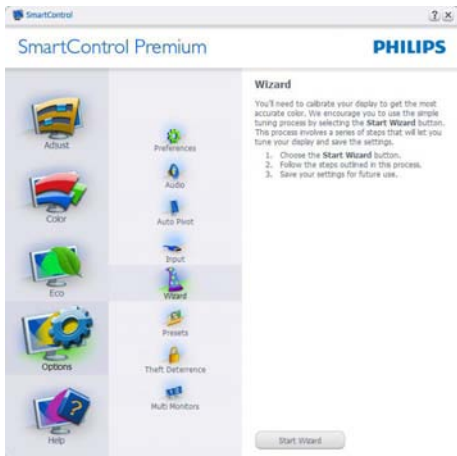 SmartControl
SmartControl Premium
PHILIPS
Adjust
Color
Eco
Options
Help
Preferences
Audio
Auto Pivot
Input
Wizard
Presets
Theft Deterrence
Multi Monitors
Wizard
You'll need to calibrate your display to get the most
accurate color. We encourage you to use the simple
tuning process by selecting the Start Wizard button.
This process involves a series of steps that will let you
tune your display and save the settings.
1. Choose the Start Wizard button.
2. Follow the steps outlined in the process.
3. Save your settings for future use.
Start Wizard